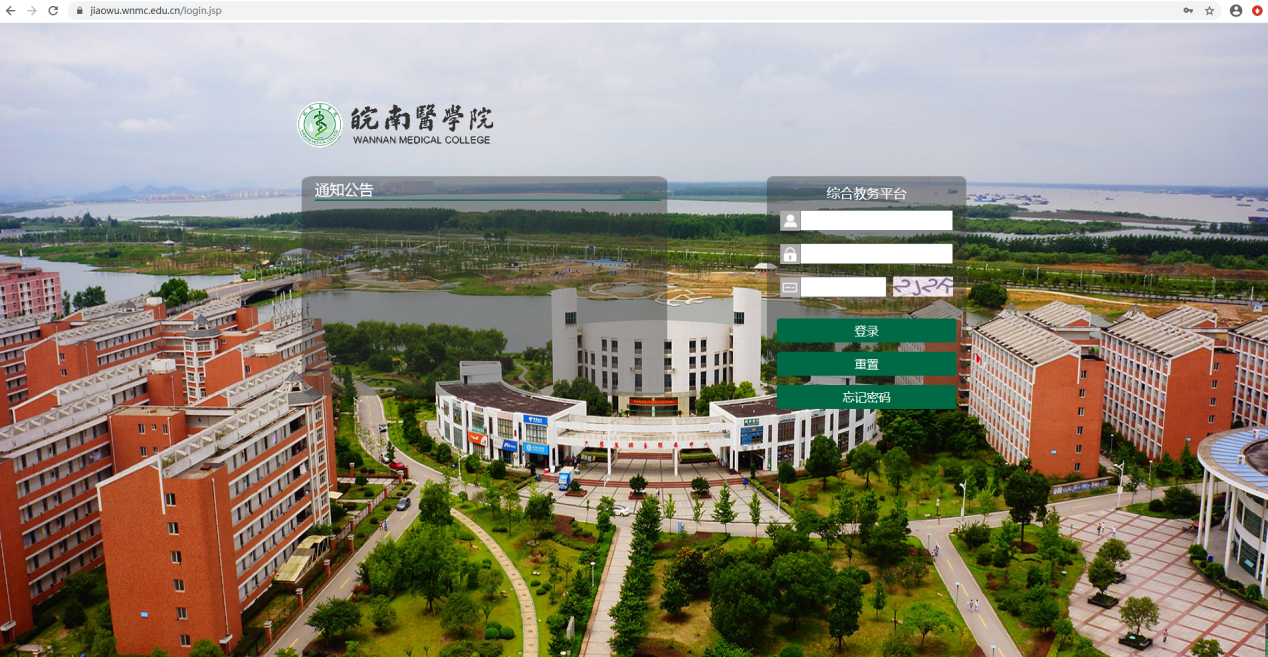 jiaowu.wnmc.edu.cn/login.jsp
皖南醫學院
WANNAN MEDICAL COLLEGE
通知公告
综合教务平台
登录
重置
忘记密码